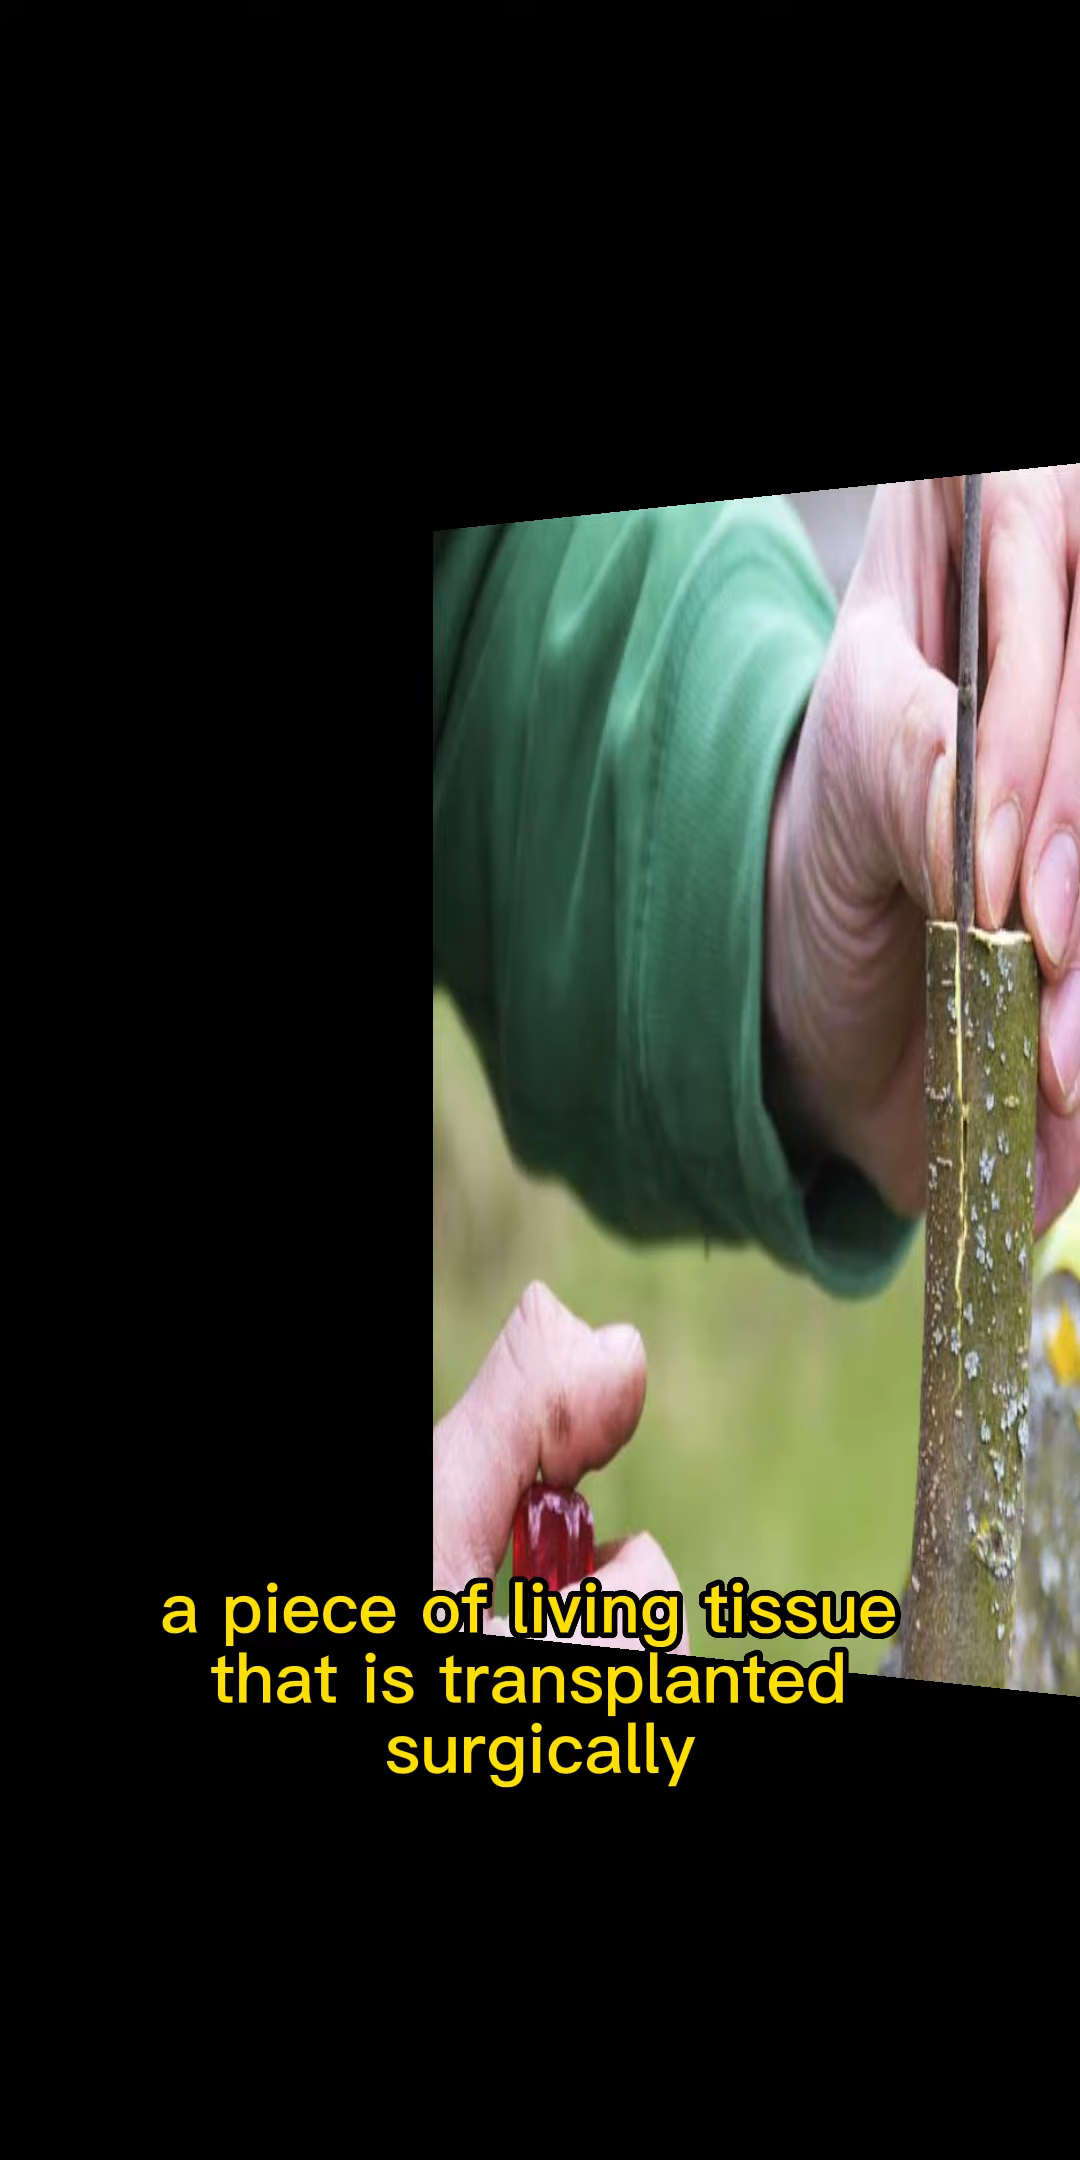 a piece of living tissue
that is transplanted
surgically